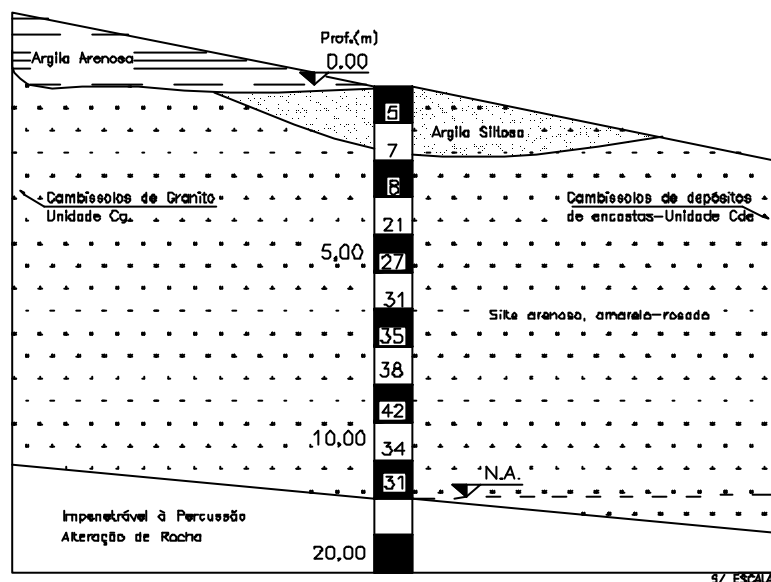 Prof.(m)
0.00
Argila Arenosa
5
Argila Siltosa
7
8
Cambissolos de Granito
Unidade Cg.
Cambissolos de depósitos
de encostas-Unidade Cde
21
5,00
27
31
Silte arenoso, amarelo-rosado
35
38
42
10,00
34
N.A.
31
Impenetrável à Percussão
Alteração de Rocha
20,00
S/ ESCALA